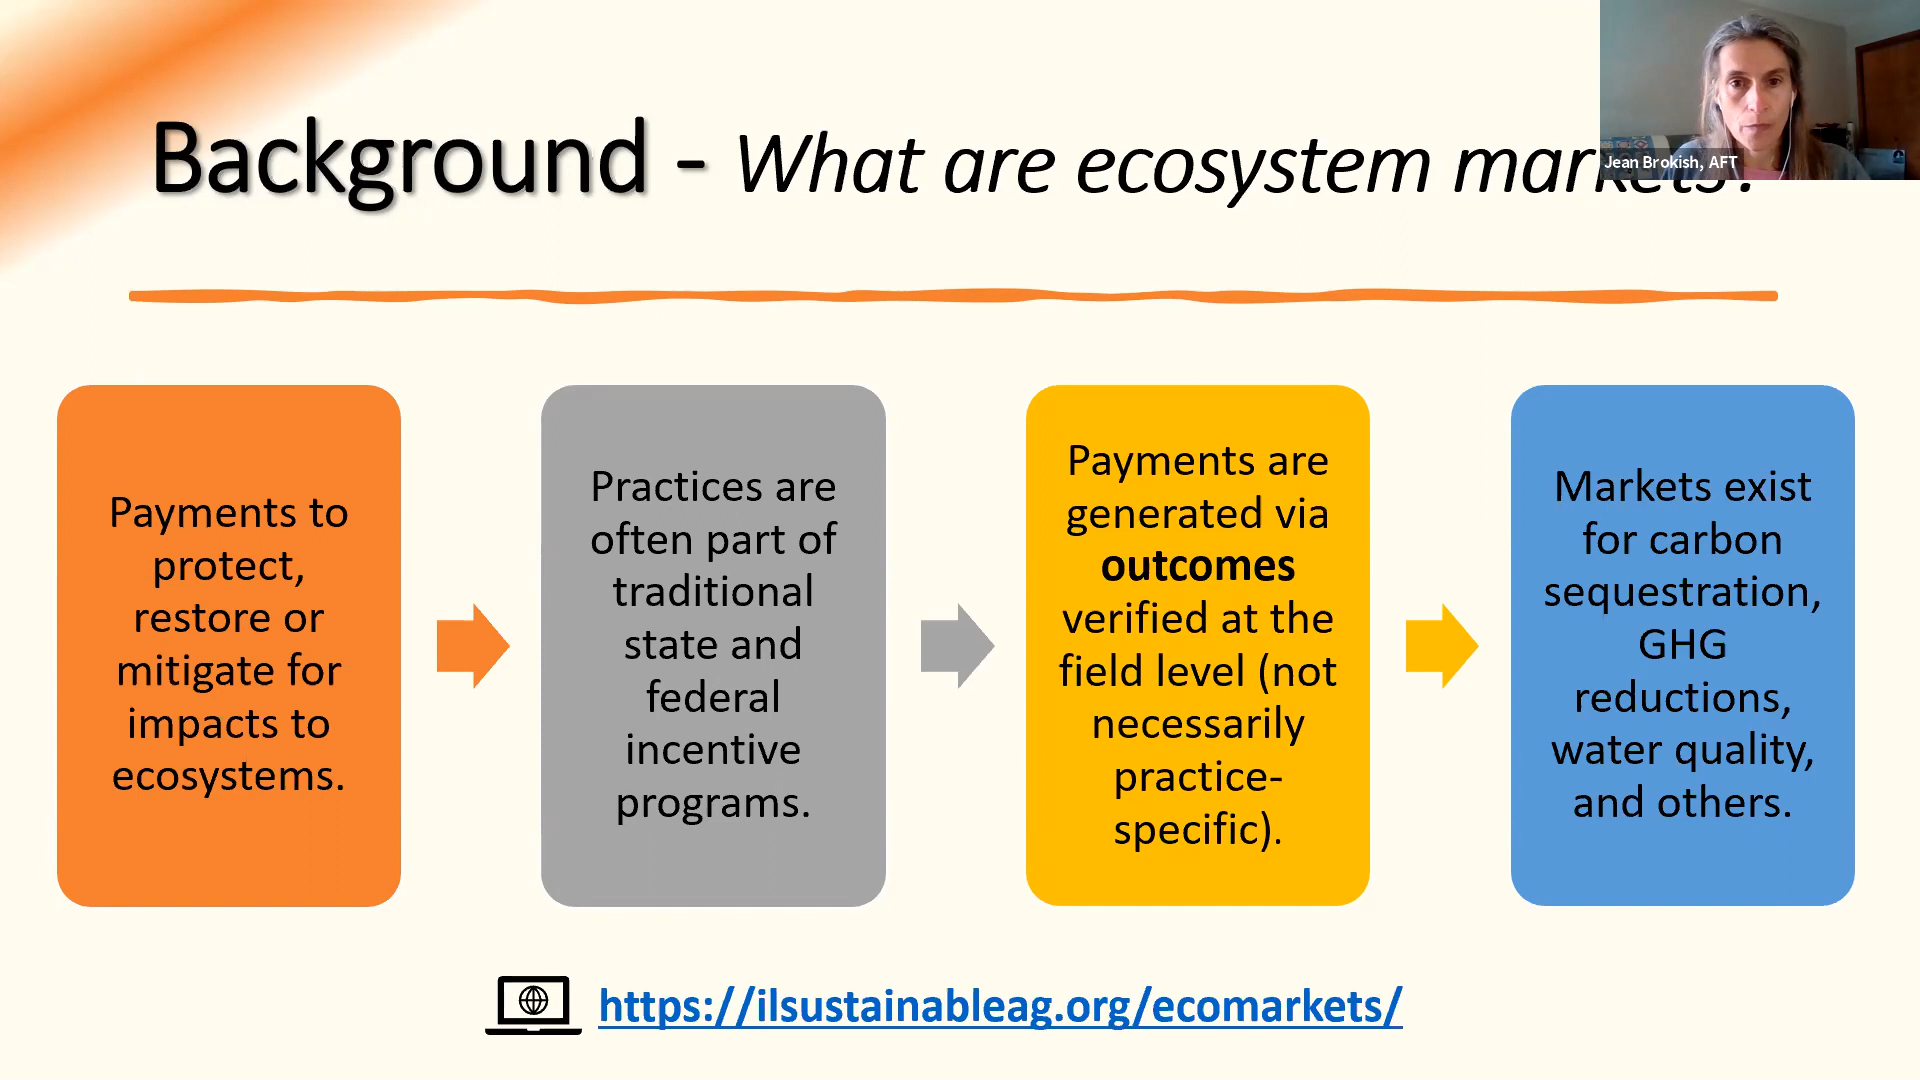 Background - What are ecosystem markets?
Jean Brokish, AFT
Payments to
protect,
restore or
mitigate for
impacts to
ecosystems.
Practices are
often part of
traditional
state and
federal
incentive
programs.
Payments are
generated via
outcomes
verified at the
field level (not
necessarily
practice-
specific).
Markets exist
for carbon
sequestration,
GHG
reductions,
water quality,
and others.
https://ilsustainableag.org/ecomarkets/